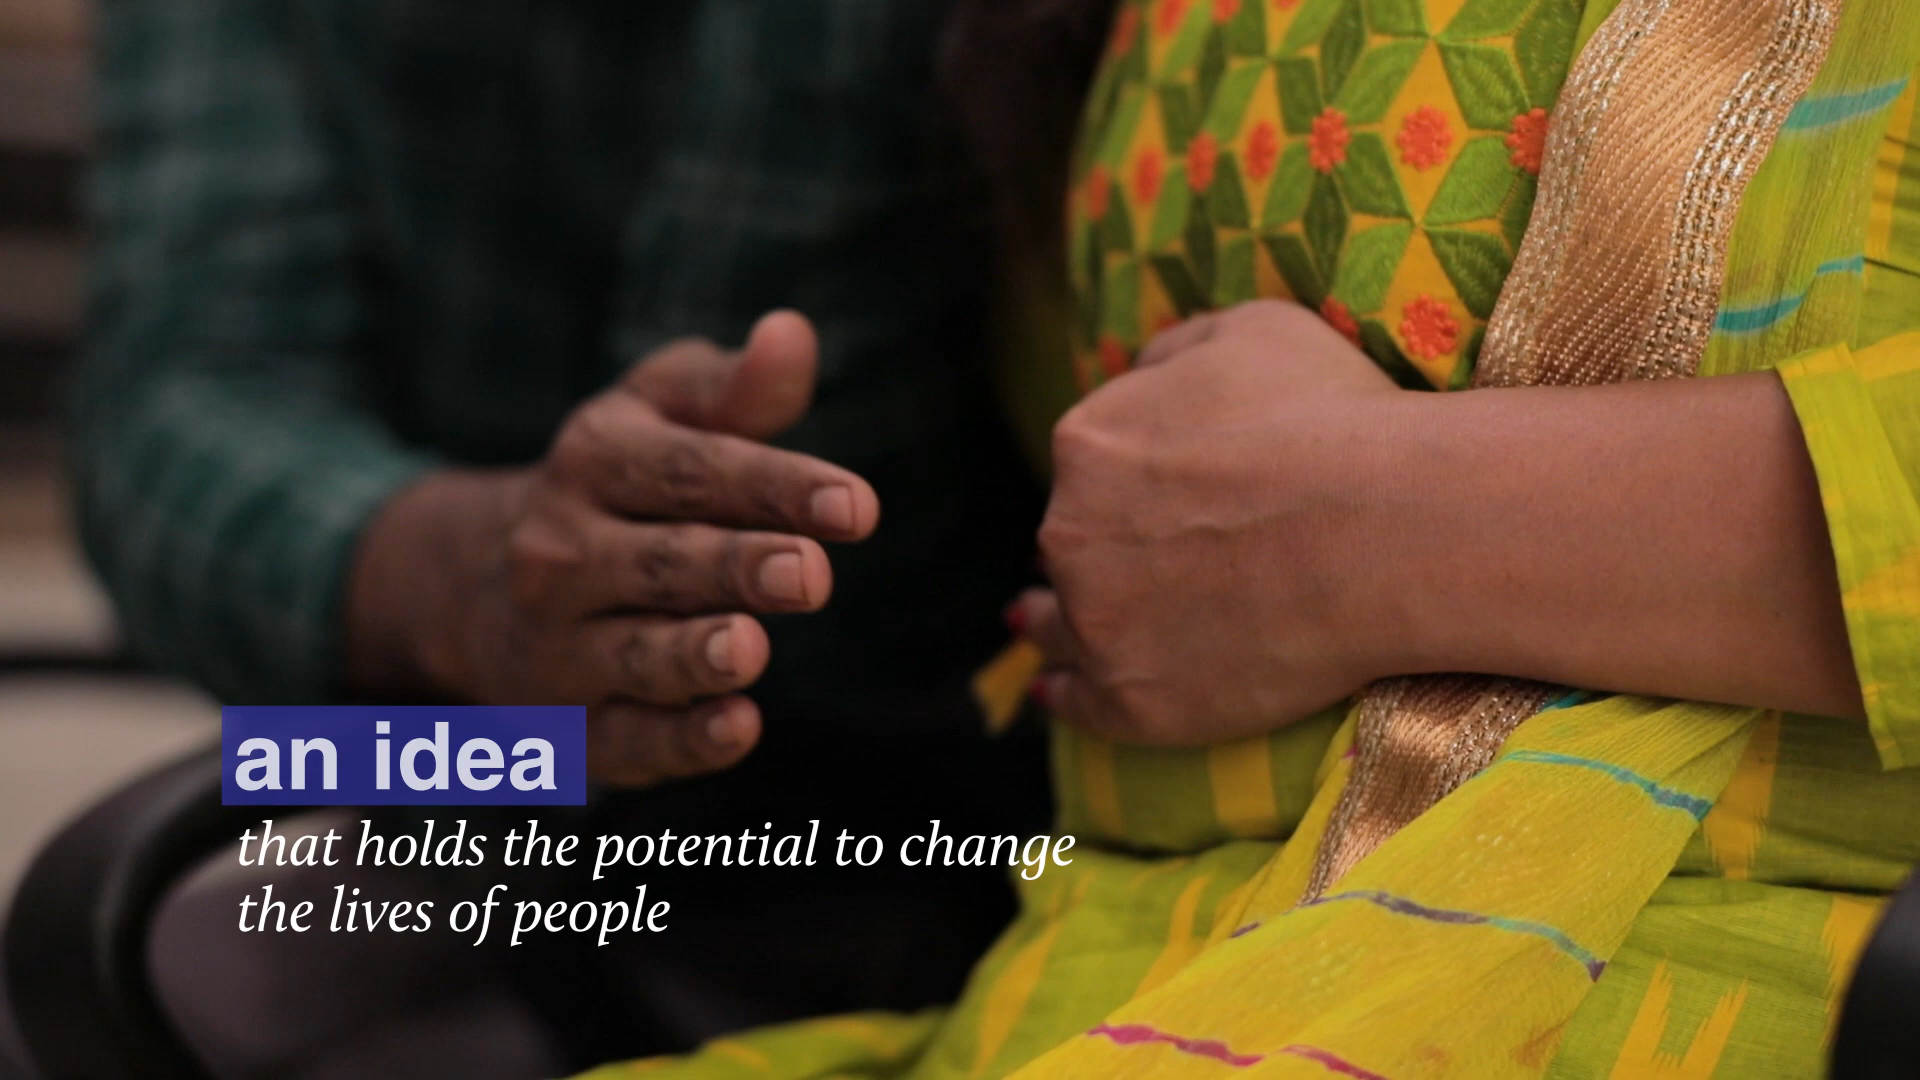 an idea
that holds the potential to change
the lives of people